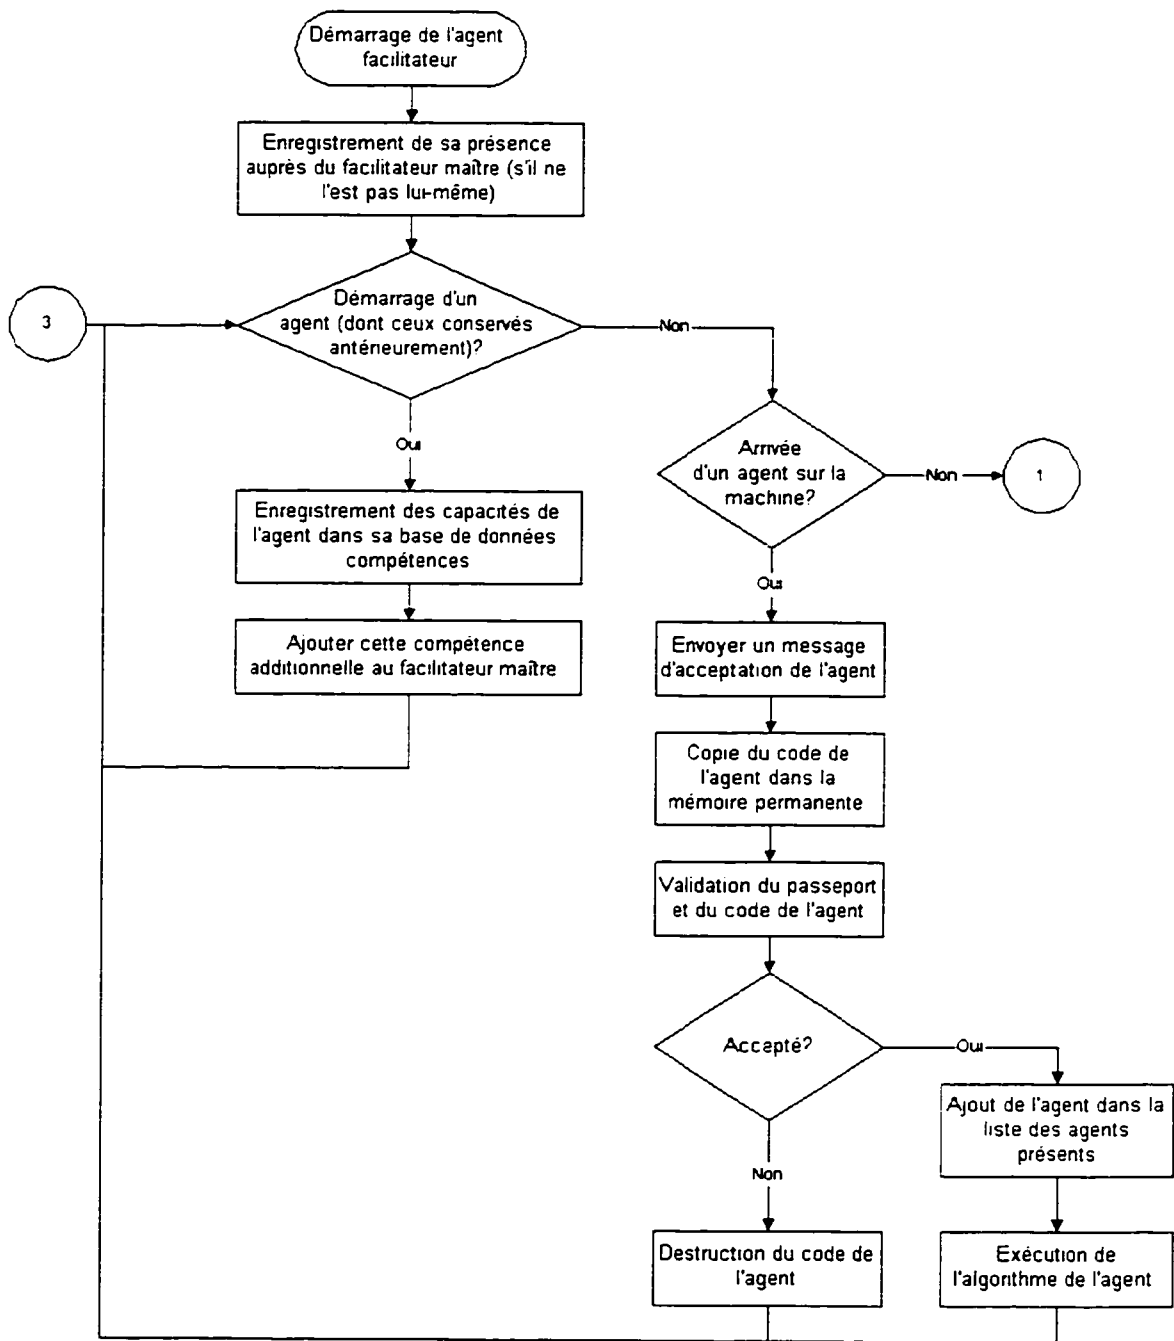 Démarrage de l'agent
facilitateur
Enregistrement de sa présence
auprès du facilitateur maître (s'il ne
l'est pas lui-même)
3
Démarrage d'un
agent (dont ceux conservés
antérieurement)?
Non
Oui
Arrivée
d'un agent sur la
machine?
Non
1
Enregistrement des capacités de
l'agent dans sa base de données
compétences
Oui
Ajouter cette compétence
additionnelle au facilitateur maître
Envoyer un message
d'acceptation de l'agent
Copie du code de
l'agent dans la
mémoire permanente
Validation du passeport
et du code de l'agent
Accepté?
Oui
Ajout de l'agent dans la
liste des agents
présents
Non
Destruction du code de
l'agent
Exécution de
l'algorithme de l'agent